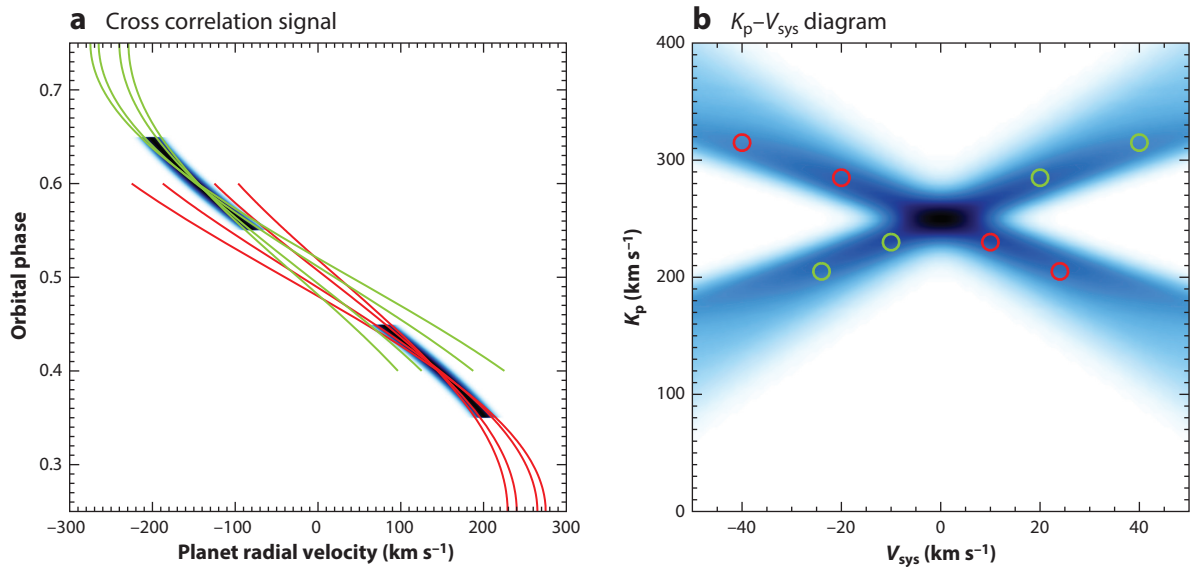 a Cross correlation signal
0.7
0.6
0.5
0.4
0.3
Orbital phase
−300 −200 −100 0 100 200 300
Planet radial velocity (km s⁻¹)
b Kp–Vsys diagram
400
300
200
100
0
Kp (km s⁻¹)
−40 −20 0 20 40
Vsys (km s⁻¹)